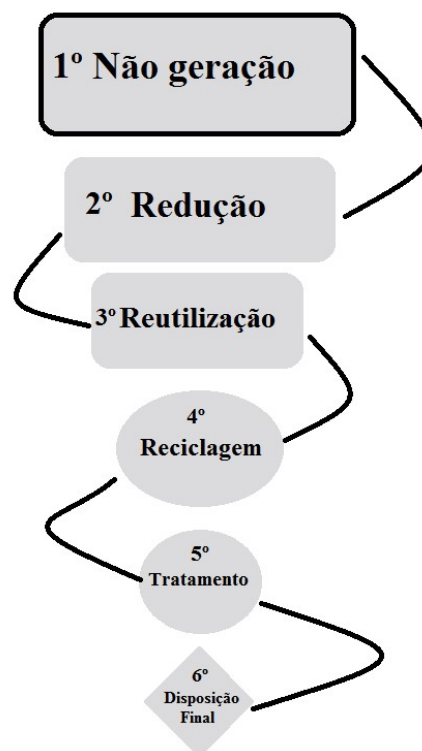 1º Não geração
2º Redução
3º Reutilização
4º
Reciclagem
5º
Tratamento
6º
Disposição
Final